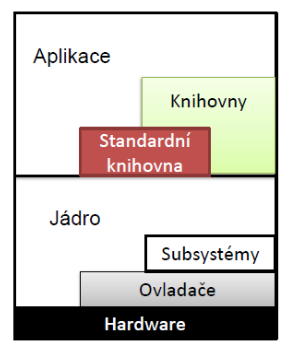 Aplikace
Knihovny
Standardní
knihovna
Jádro
Subsystémy
Ovladače
Hardware